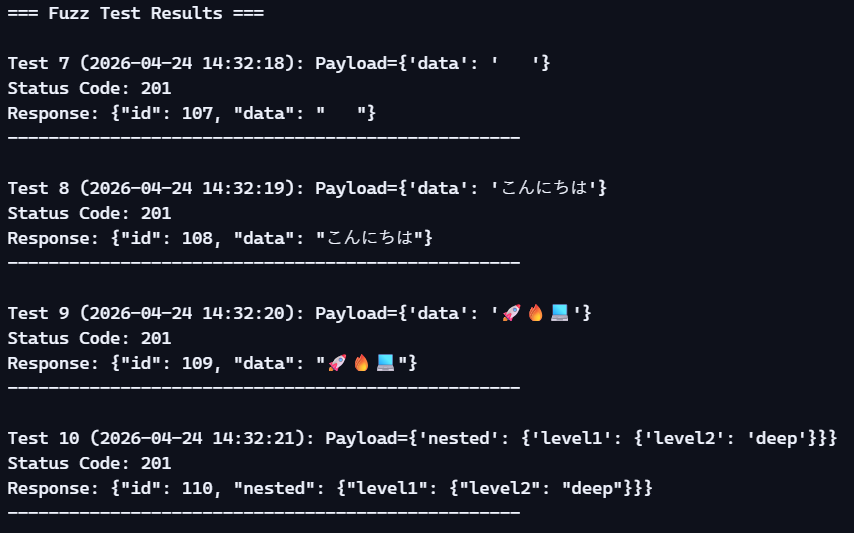 === Fuzz Test Results ===
Test 7 (2026-04-24 14:32:18): Payload={'data': '   '}
Status Code: 201
Response: {"id": 107, "data": "   "}
--------------------------------------------------
Test 8 (2026-04-24 14:32:19): Payload={'data': 'こんにちは'}
Status Code: 201
Response: {"id": 108, "data": "こんにちは"}
--------------------------------------------------
Test 9 (2026-04-24 14:32:20): Payload={'data': '🚀🔥💻'}
Status Code: 201
Response: {"id": 109, "data": "🚀🔥💻"}
--------------------------------------------------
Test 10 (2026-04-24 14:32:21): Payload={'nested': {'level1': {'level2': 'deep'}}}
Status Code: 201
Response: {"id": 110, "nested": {"level1": {"level2": "deep"}}}
--------------------------------------------------